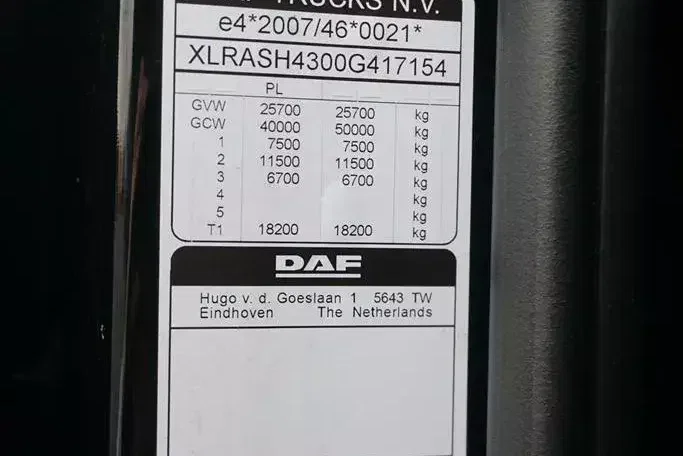 TRUCKS N.V.
e4*2007/46*0021*
XLRASH4300G417154
PL
GVW 25700 25700 kg
GCW 40000 50000 kg
1 7500 7500 kg
2 11500 11500 kg
3 6700 6700 kg
4 kg
5 kg
T1 18200 18200 kg
DAF
Hugo v. d. Goeslaan 1 5643 TW
Eindhoven The Netherlands